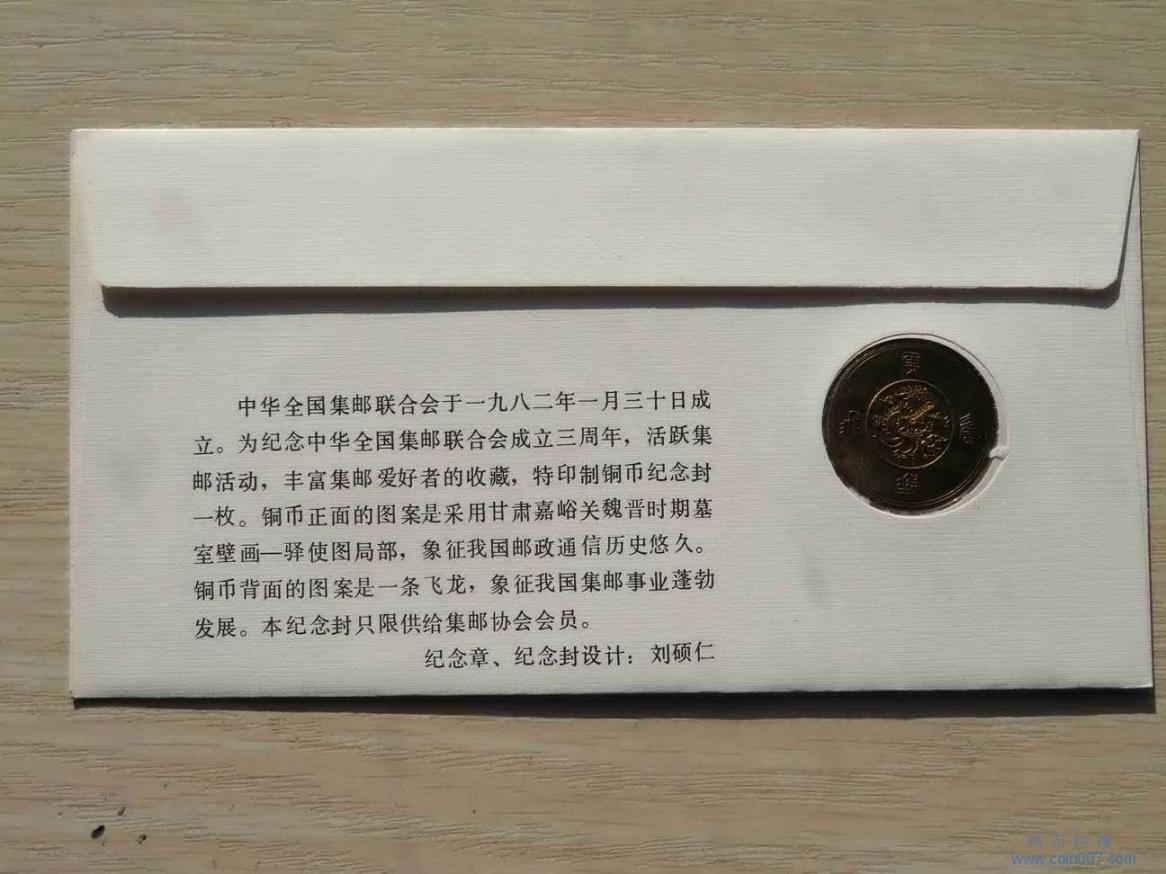 中华全国集邮联合会于一九八二年一月三十日成
立。为纪念中华全国集邮联合会成立三周年，活跃集
邮活动，丰富集邮爱好者的收藏，特印制铜币纪念封
一枚。铜币正面的图案是采用甘肃嘉峪关魏晋时期墓
室壁画—驿使图局部，象征我国邮政通信历史悠久。
铜币背面的图案是一条飞龙，象征我国集邮事业蓬勃
发展。本纪念封只限供给集邮协会会员。
纪念章、纪念封设计：刘硕仁
钱币纵横
www.coin007.com